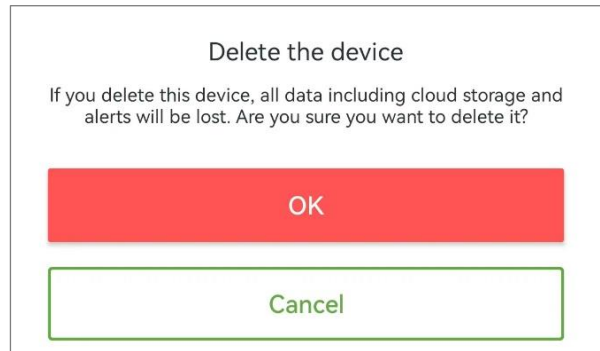 Delete the device
If you delete this device, all data including cloud storage and
alerts will be lost. Are you sure you want to delete it?
OK
Cancel